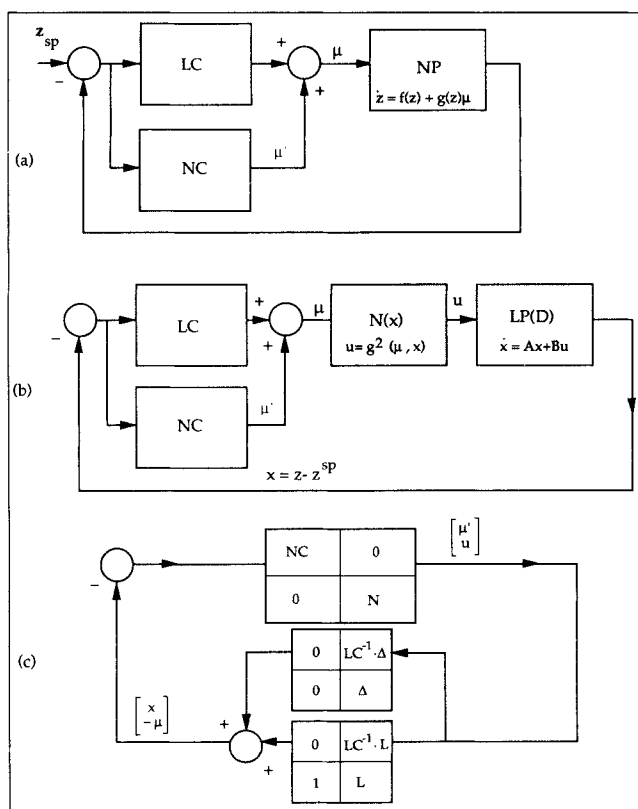 z_sp
−
LC
+
+
μ
NP
ż = f(z) + g(z)μ
NC
μ'
(a)
−
LC
+
+
μ
N(x)
u= g² (μ , x)
u
LP(D)
ẋ = Ax+Bu
NC
μ'
(b)
x = z- z^sp
−
NC 0
0 N
[μ' u]
(c)
0 LC⁻¹·Δ
0 Δ
[x −μ]
+
+
0 LC⁻¹·L
1 L